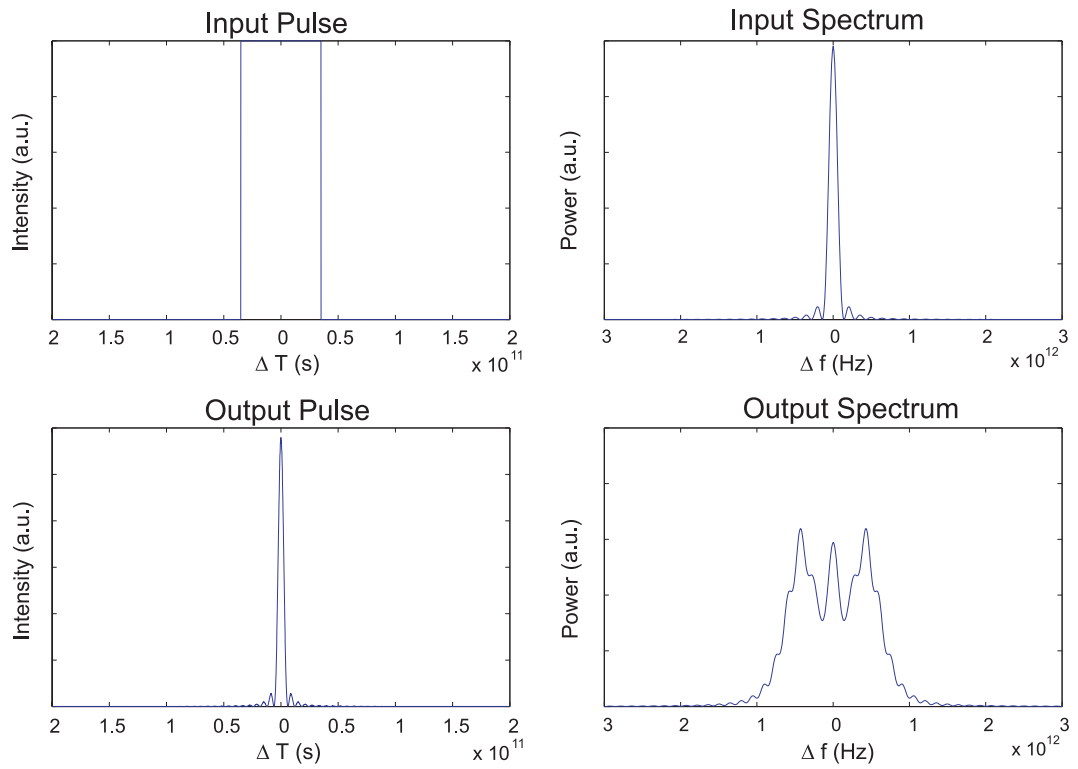 Input Pulse
Intensity (a.u.)
2 1.5 1 0.5 0 0.5 1 1.5 2
Δ T (s)
x 10^11
Input Spectrum
Power (a.u.)
3 2 1 0 1 2 3
Δ f (Hz)
x 10^12
Output Pulse
Intensity (a.u.)
2 1.5 1 0.5 0 0.5 1 1.5 2
Δ T (s)
x 10^11
Output Spectrum
Power (a.u.)
3 2 1 0 1 2 3
Δ f (Hz)
x 10^12